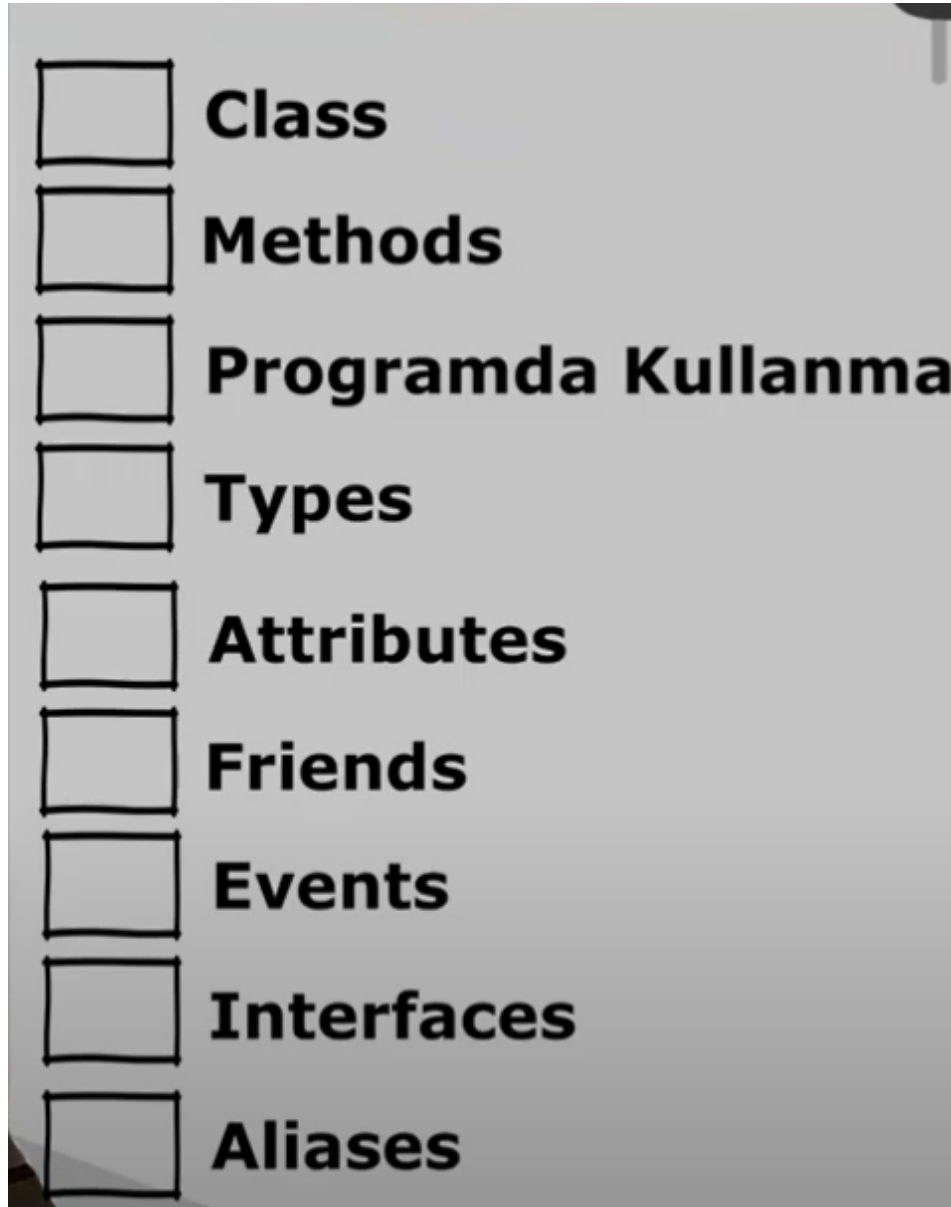 Class
Methods
Programda Kullanma
Types
Attributes
Friends
Events
Interfaces
Aliases